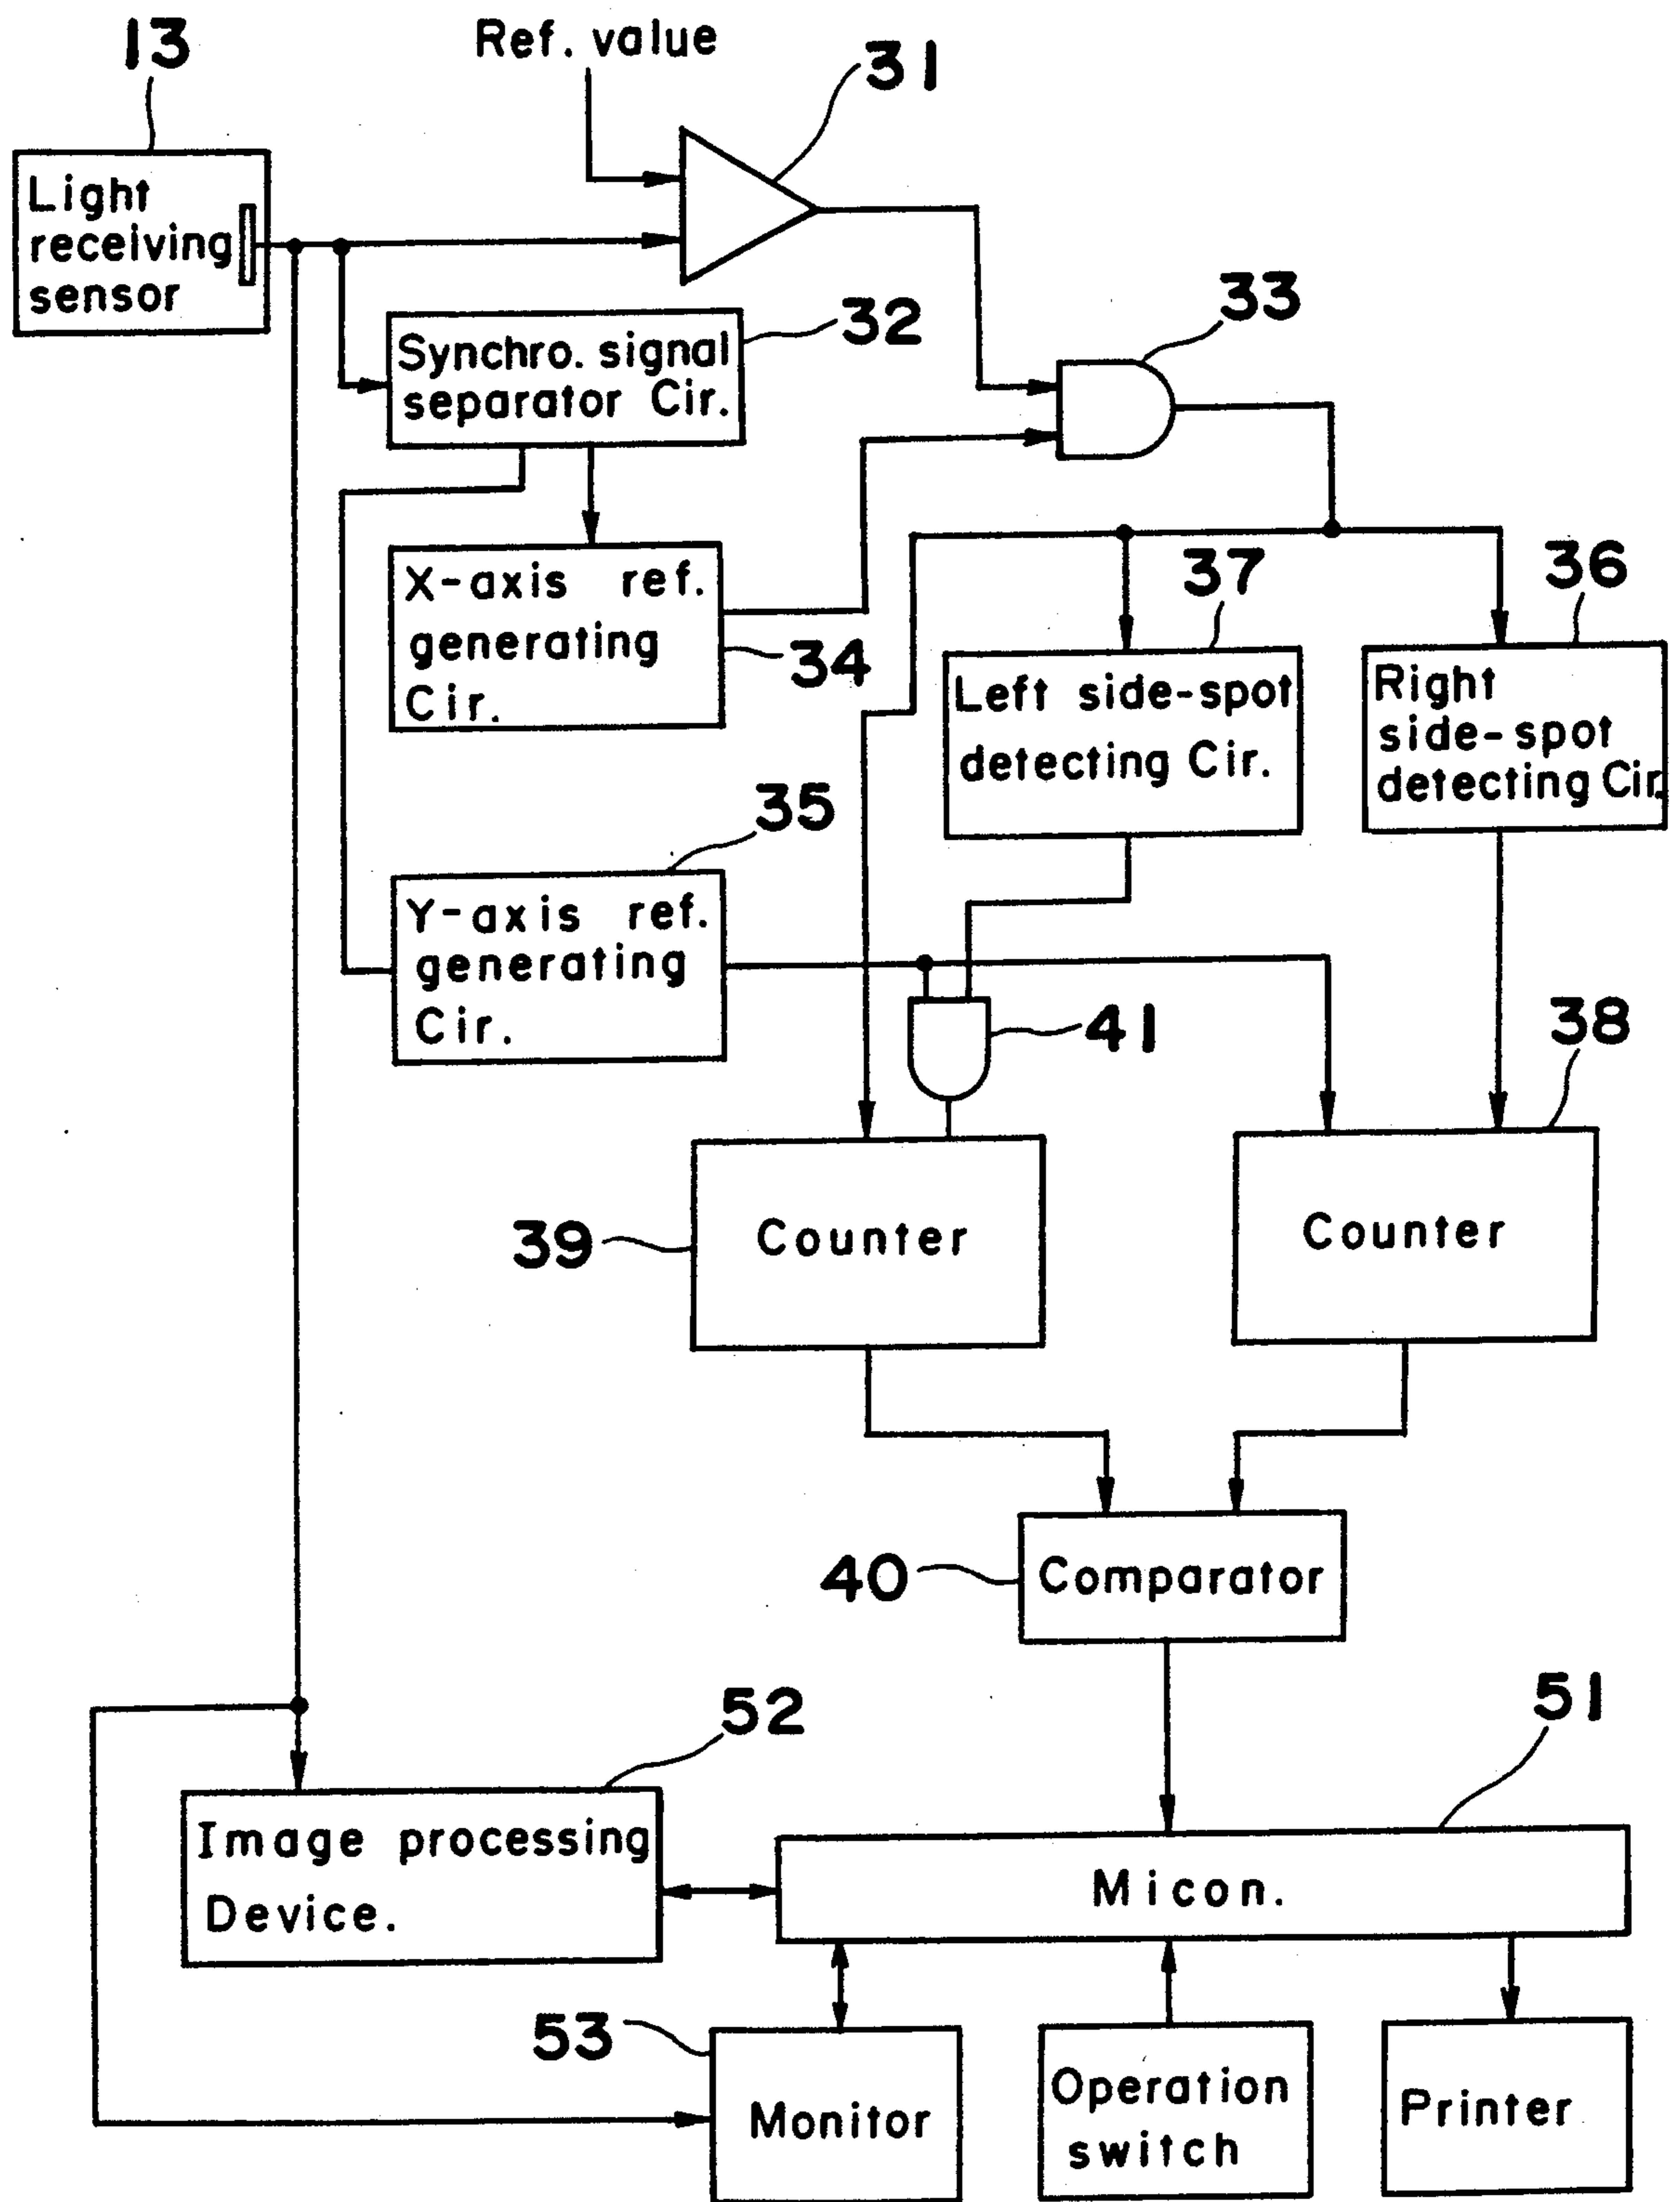 13
Ref. value
31
Light
receiving
sensor
32
33
Synchro. signal
separator Cir.
37
36
X-axis ref.
generating
Cir.
34
Left side-spot
detecting Cir.
Right
side-spot
detecting Cir.
35
Y-axis ref.
generating
Cir.
41
38
39
Counter
Counter
40
Comparator
52
51
Image processing
Device.
Micon.
53
Monitor
Operation
switch
Printer